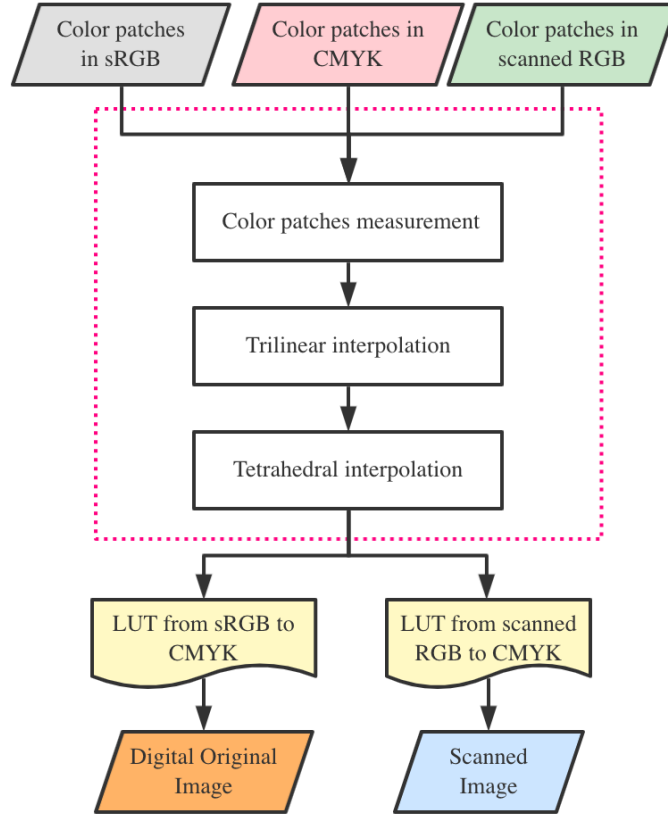 Color patches
in sRGB
Color patches in
CMYK
Color patches in
scanned RGB
Color patches measurement
Trilinear interpolation
Tetrahedral interpolation
LUT from sRGB to
CMYK
LUT from scanned
RGB to CMYK
Digital Original
Image
Scanned
Image